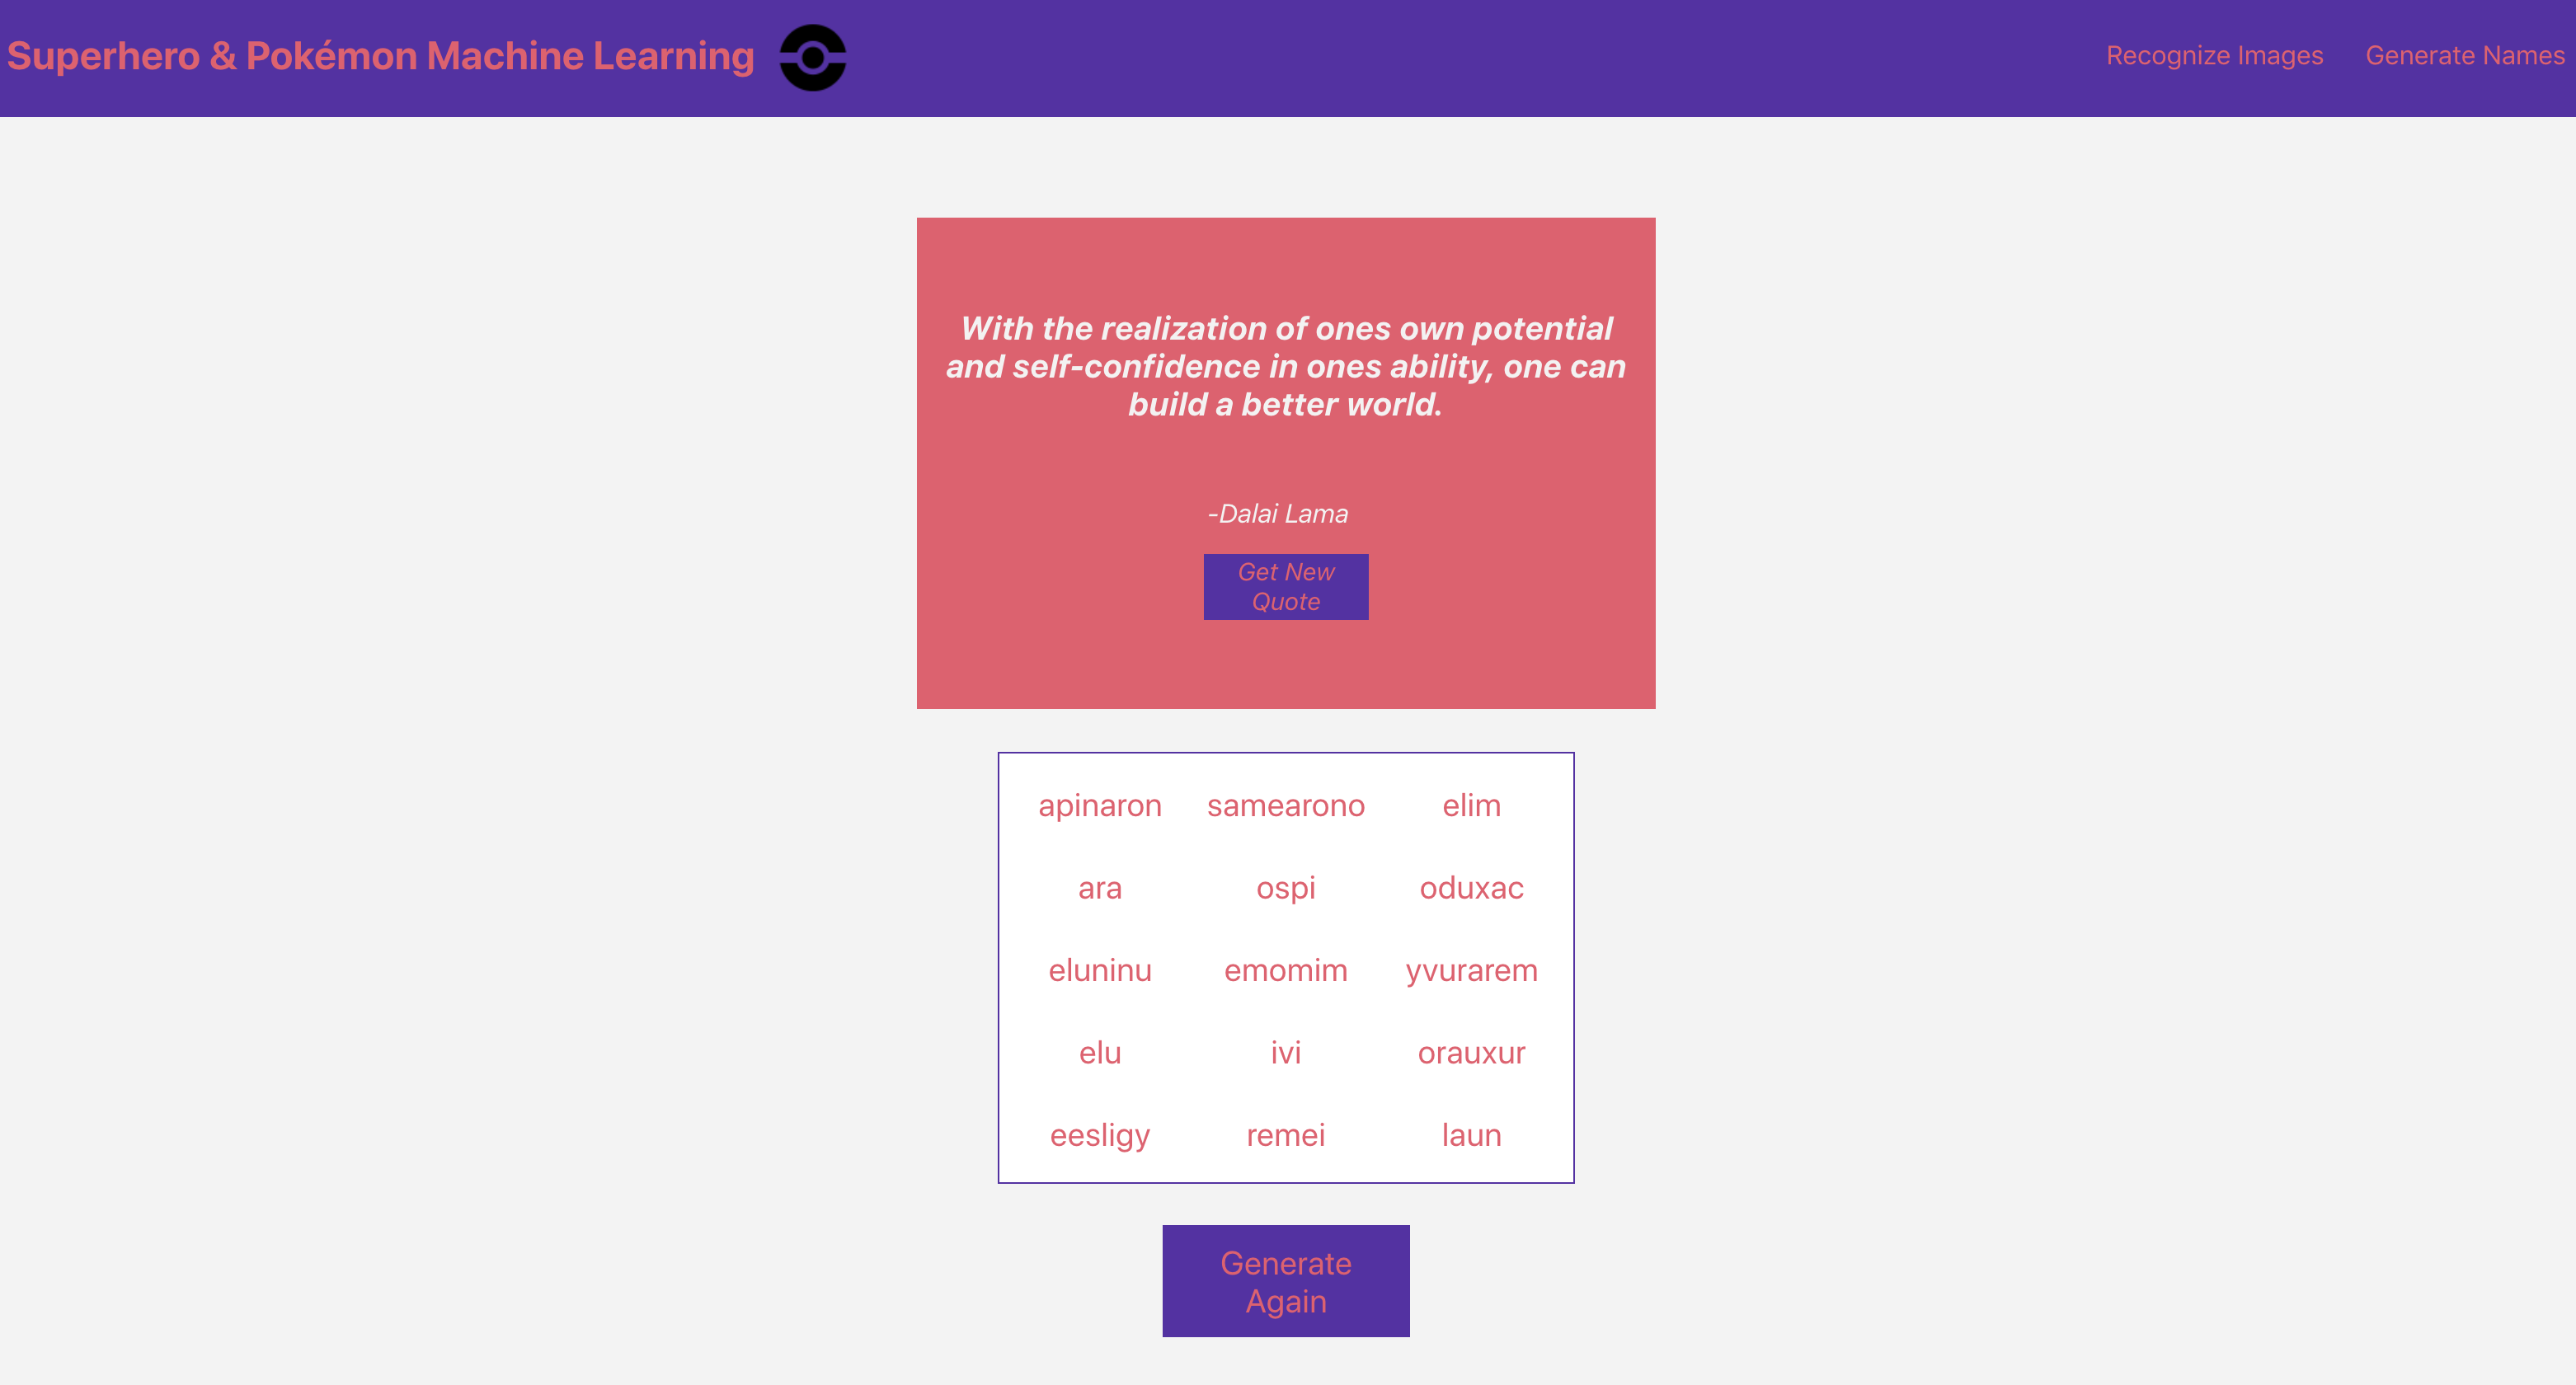 Superhero & Pokémon Machine Learning
Recognize Images
Generate Names
With the realization of ones own potential
and self-confidence in ones ability, one can
build a better world.
-Dalai Lama
Get New
Quote
apinaron samearono elim
ara ospi oduxac
eluninu emomim yvurarem
elu ivi orauxur
eesligy remei laun
Generate
Again